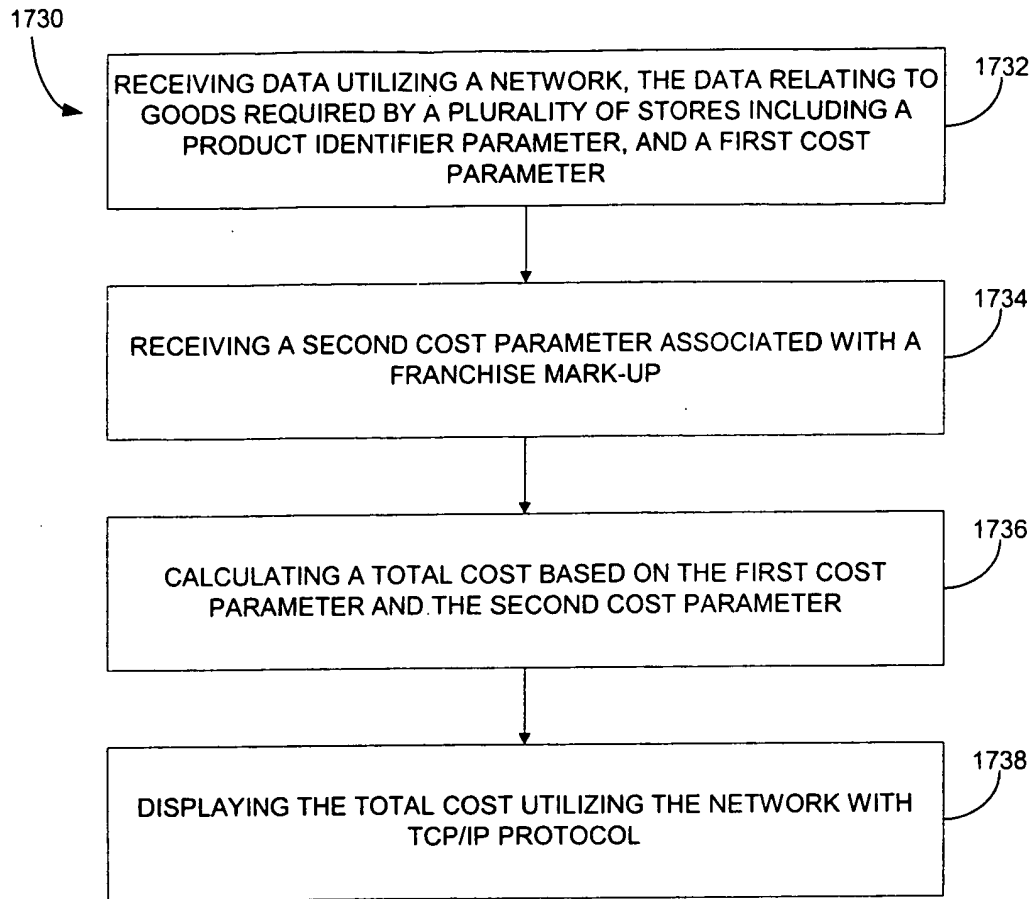 1730
RECEIVING DATA UTILIZING A NETWORK, THE DATA RELATING TO
GOODS REQUIRED BY A PLURALITY OF STORES INCLUDING A
PRODUCT IDENTIFIER PARAMETER, AND A FIRST COST
PARAMETER
1732
RECEIVING A SECOND COST PARAMETER ASSOCIATED WITH A
FRANCHISE MARK-UP
1734
CALCULATING A TOTAL COST BASED ON THE FIRST COST
PARAMETER AND THE SECOND COST PARAMETER
1736
DISPLAYING THE TOTAL COST UTILIZING THE NETWORK WITH
TCP/IP PROTOCOL
1738